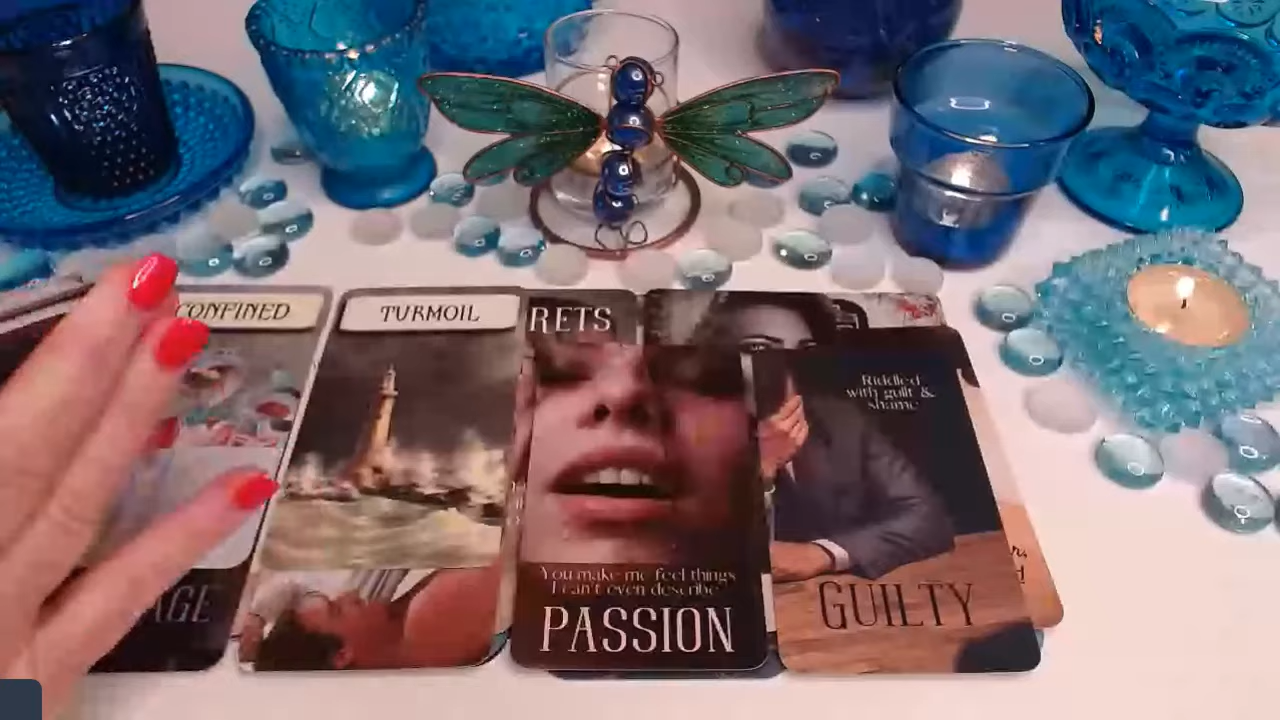 CONFINED
TURMOIL
RETS
Riddled
with guilt &
shame
You make me feel things
I can't even describe
PASSION
GUILTY
AGE